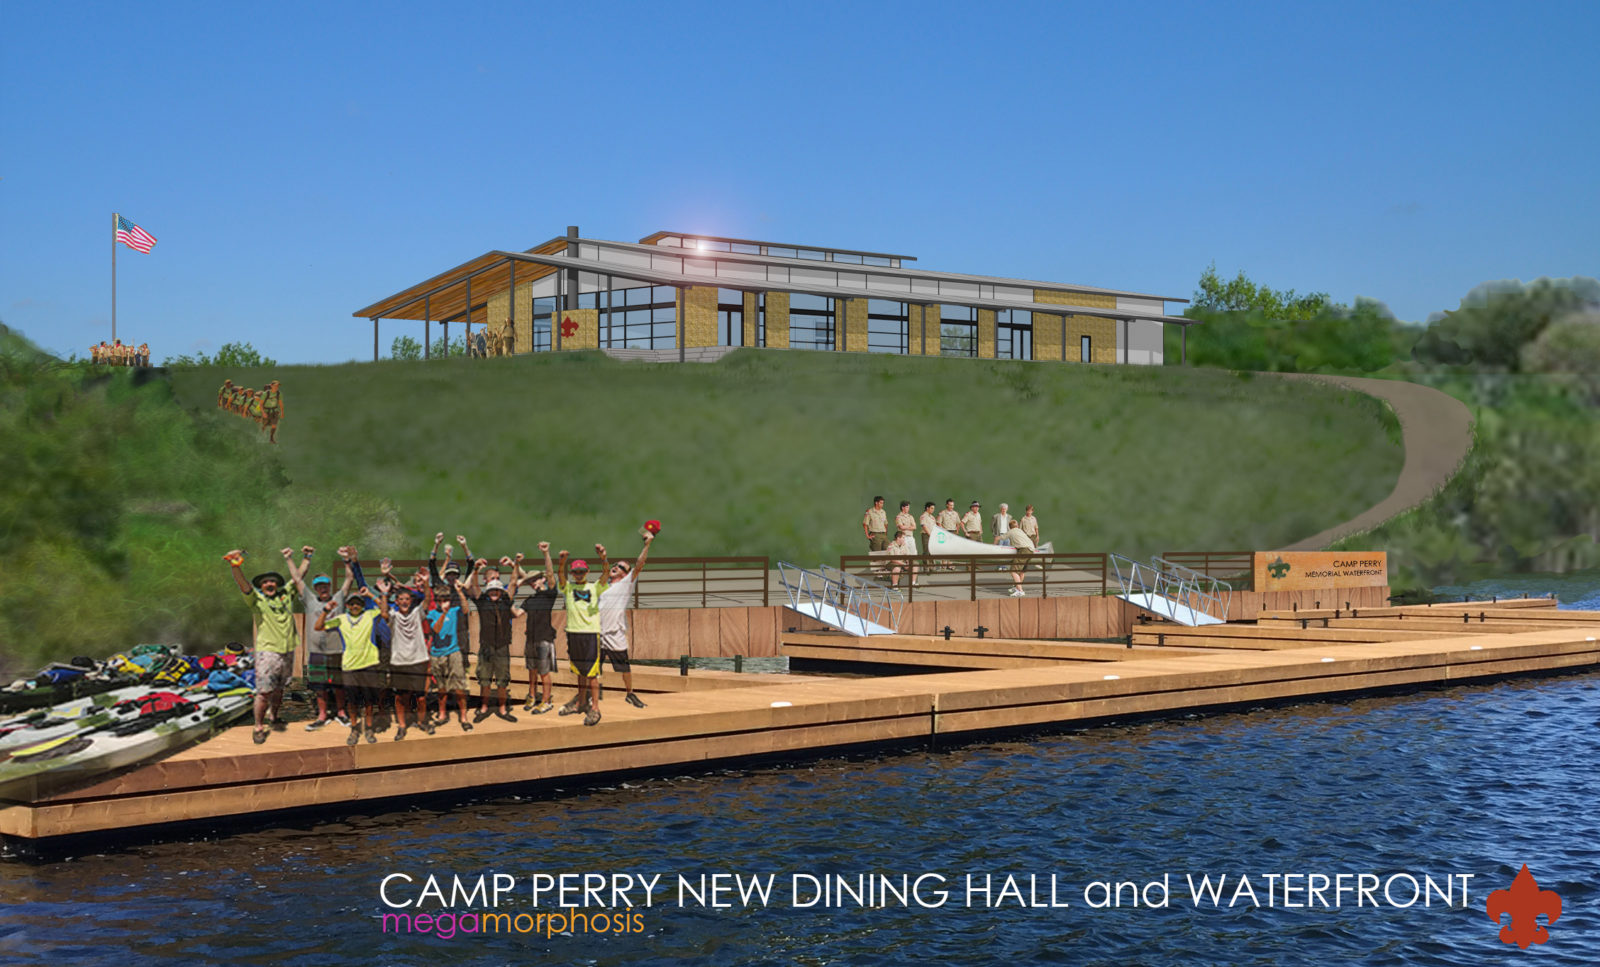 CAMP PERRY
MEMORIAL WATERFRONT
CAMP PERRY NEW DINING HALL and WATERFRONT
megamorphosis